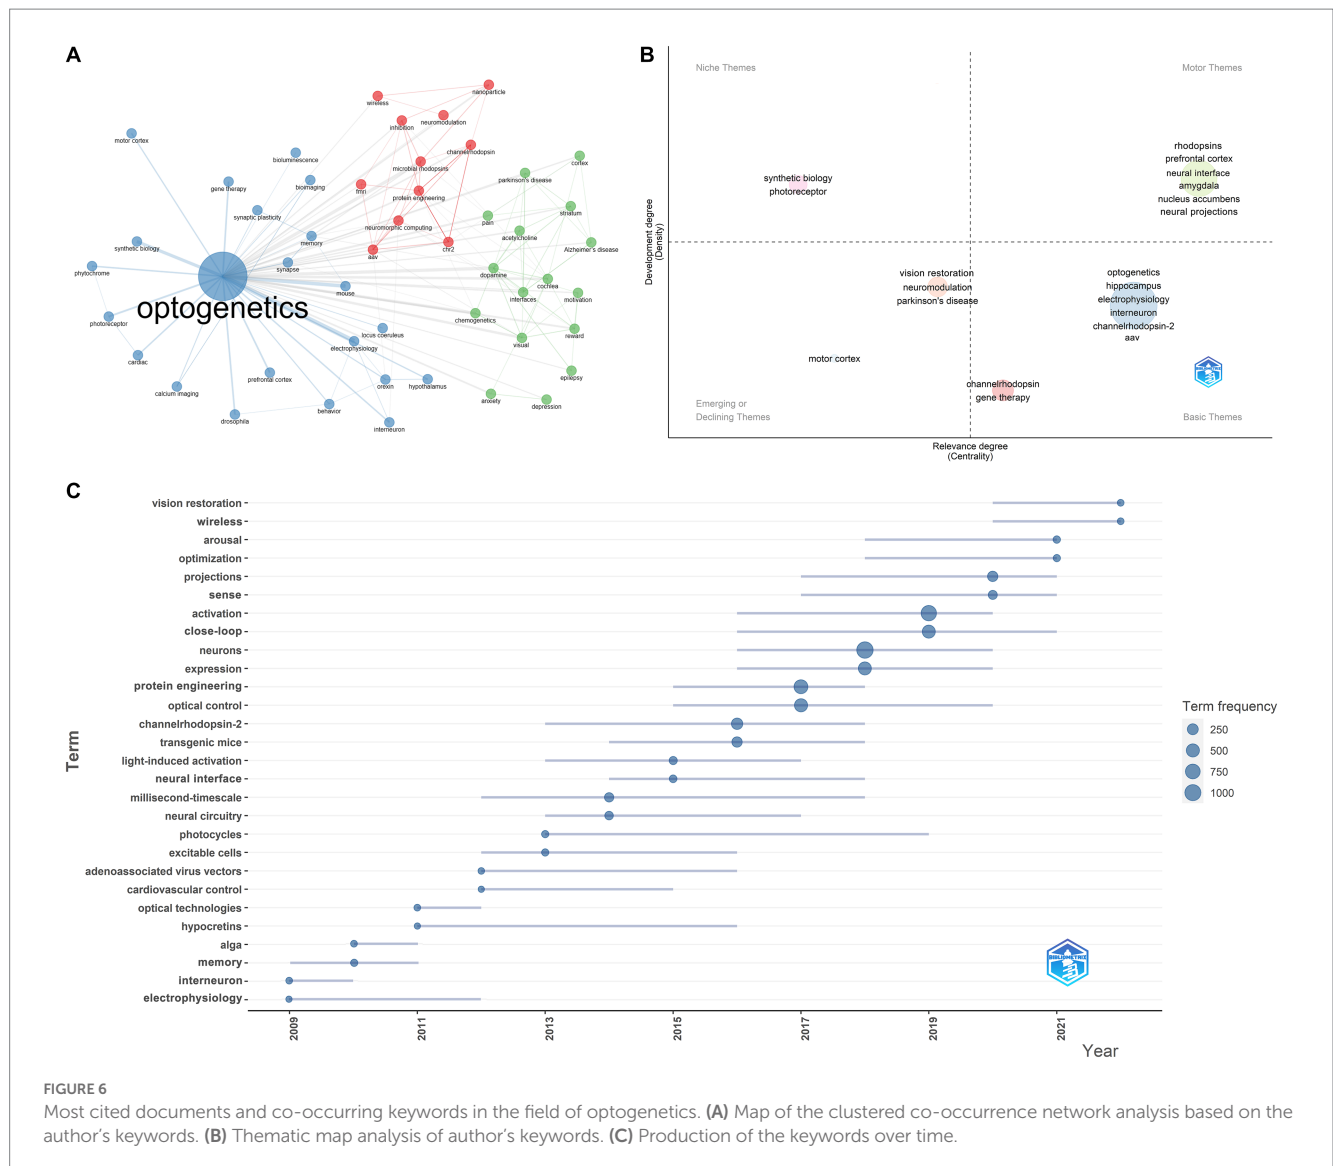 A
nanoparticle
wireless
neuromodulation
inhibition
motor cortex
channelrhodopsin
bioluminescence
cortex
microbial rhodopsins
parkinson's disease
gene therapy
bioimaging
fmri
protein engineering
synaptic plasticity
striatum
pain
neuromorphic computing
acetylcholine
memory
synthetic biology
chr2
Alzheimer's disease
aav
synapse
phytochrome
dopamine
cochlea
mouse
interfaces
motivation
optogenetics
photoreceptor
chemogenetics
locus coeruleus
reward
electrophysiology
visual
cardiac
prefrontal cortex
epilepsy
calcium imaging
orexin
hypothalamus
anxiety
behavior
depression
drosophila
interneuron
B
Niche Themes
Motor Themes
rhodopsins
prefrontal cortex
neural interface
amygdala
nucleus accumbens
neural projections
synthetic biology
photoreceptor
Development degree
(Density)
vision restoration
neuromodulation
parkinson's disease
optogenetics
hippocampus
electrophysiology
interneuron
channelrhodopsin-2
aav
motor cortex
BIBLIOMETRIX
channelrhodopsin
gene therapy
Emerging or
Declining Themes
Basic Themes
Relevance degree
(Centrality)
C
Term
vision restoration
wireless
arousal
optimization
projections
sense
activation
close-loop
neurons
expression
protein engineering
optical control
channelrhodopsin-2
transgenic mice
light-induced activation
neural interface
millisecond-timescale
neural circuitry
photocycles
excitable cells
adenoassociated virus vectors
cardiovascular control
optical technologies
hypocretins
alga
memory
interneuron
electrophysiology
BIBLIOMETRIX
2009
2011
2013
2015
2017
2019
2021
Year
Term frequency
250
500
750
1000
FIGURE 6
Most cited documents and co-occurring keywords in the field of optogenetics. (A) Map of the clustered co-occurrence network analysis based on the
author's keywords. (B) Thematic map analysis of author's keywords. (C) Production of the keywords over time.